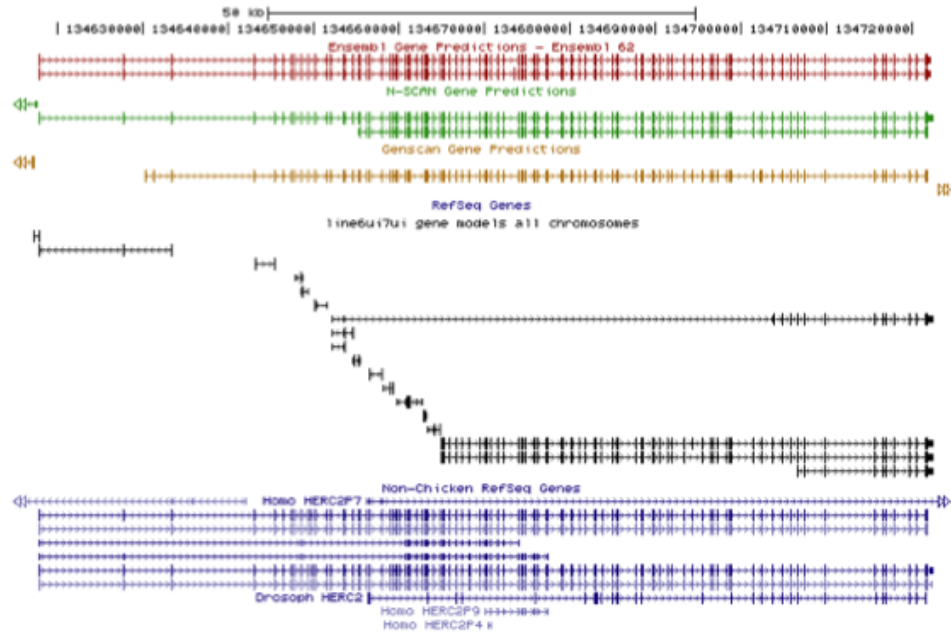 50 kb
134630000| 134640000| 134650000| 134660000| 134670000| 134680000| 134690000| 134700000| 134710000| 134720000|
Ensembl Gene Predictions - Ensembl 62
N-SCAN Gene Predictions
Genscan Gene Predictions
RefSeq Genes
line6ui7ui gene models all chromosomes
Non-Chicken RefSeq Genes
Homo HERC2P7
Drosoph HERC2
Homo HERC2P9
Homo HERC2P4